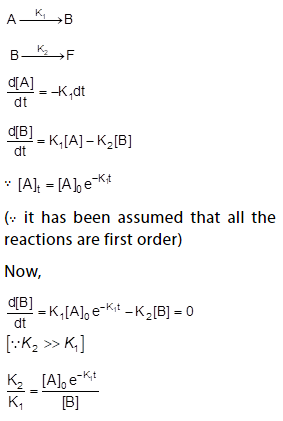 A —K₁→ B
B —K₂→ F
d[A]/dt = –K₁dt
d[B]/dt = K₁[A] – K₂[B]
∵ [A]t = [A]₀ e^–K₁t
(∵ it has been assumed that all the
reactions are first order)
Now,
d[B]/dt = K₁[A]₀ e^–K₁t – K₂[B] = 0
[∵K₂ >> K₁]
K₂/K₁ = [A]₀ e^–K₁t/[B]